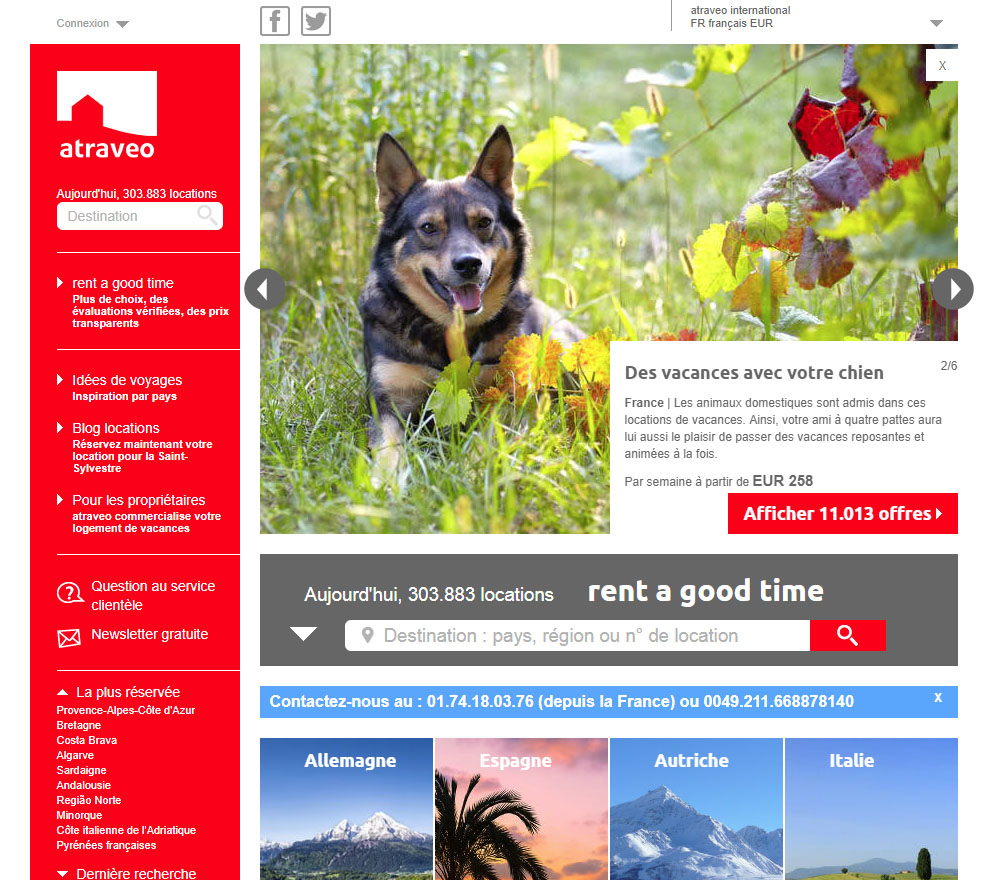 Connexion
atraveo international
FR français EUR
atraveo
Aujourd'hui, 303.883 locations
Destination
rent a good time
Plus de choix, des
évaluations vérifiées, des prix
transparents
Idées de voyages
Inspiration par pays
Blog locations
Réservez maintenant votre
location pour la Saint-
Sylvestre
Pour les propriétaires
atraveo commercialise votre
logement de vacances
Question au service
clientèle
Newsletter gratuite
La plus réservée
Provence-Alpes-Côte d'Azur
Bretagne
Costa Brava
Algarve
Sardaigne
Andalousie
Região Norte
Minorque
Côte italienne de l'Adriatique
Pyrénées françaises
Dernière recherche
X
2/6
Des vacances avec votre chien
France | Les animaux domestiques sont admis dans ces
locations de vacances. Ainsi, votre ami à quatre pattes aura
lui aussi le plaisir de passer des vacances reposantes et
animées à la fois.
Par semaine à partir de EUR 258
Afficher 11.013 offres
Aujourd'hui, 303.883 locations rent a good time
Destination : pays, région ou n° de location
Contactez-nous au : 01.74.18.03.76 (depuis la France) ou 0049.211.668878140 x
Allemagne
Espagne
Autriche
Italie